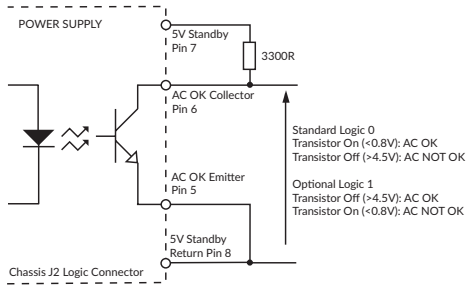 POWER SUPPLY
5V Standby
Pin 7
3300R
AC OK Collector
Pin 6
Standard Logic 0
Transistor On (<0.8V): AC OK
Transistor Off (>4.5V): AC NOT OK
AC OK Emitter
Pin 5
Optional Logic 1
Transistor Off (>4.5V): AC OK
Transistor On (<0.8V): AC NOT OK
5V Standby
Return Pin 8
Chassis J2 Logic Connector